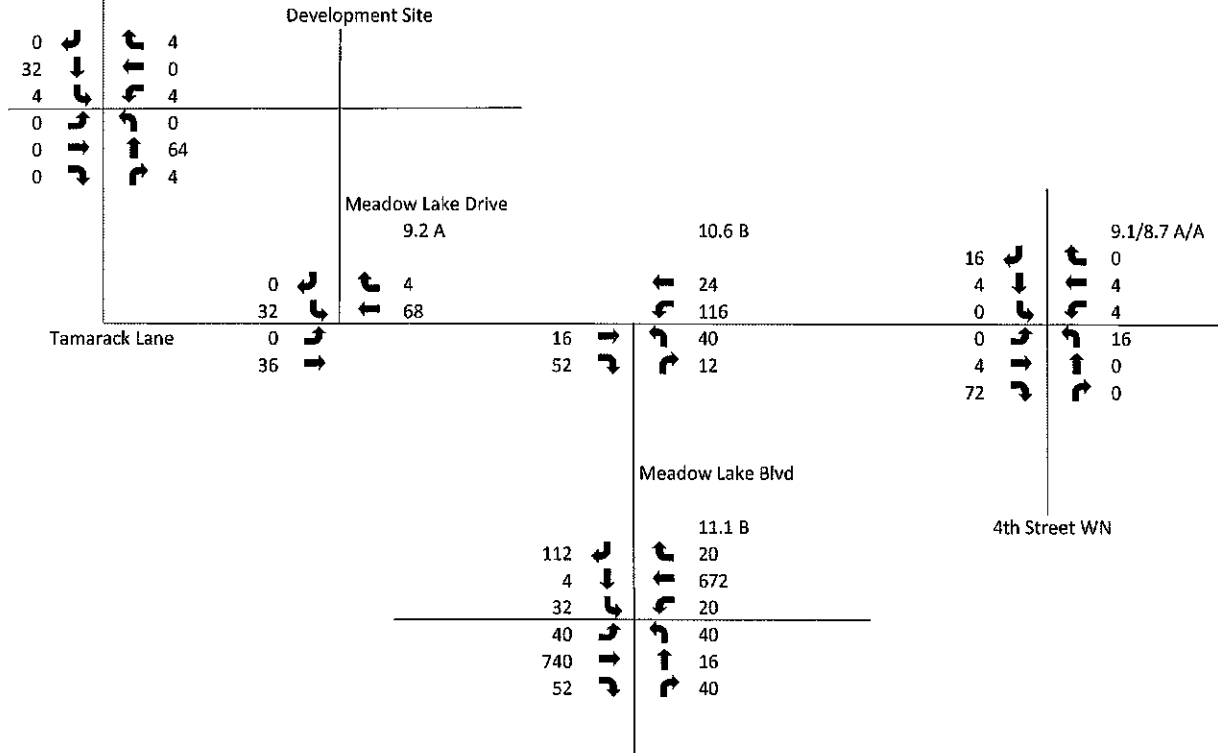 Development Site
0 4
32 0
4 4
0 0
0 64
0 4
Meadow Lake Drive
9.2 A
0 4
32 68
0
36
Tamarack Lane
10.6 B
24
116
16 40
52 12
9.1/8.7 A/A
16 0
4 4
0 4
0 16
4 0
72 0
4th Street WN
Meadow Lake Blvd
11.1 B
112 20
4 672
32 20
40 40
740 16
52 40